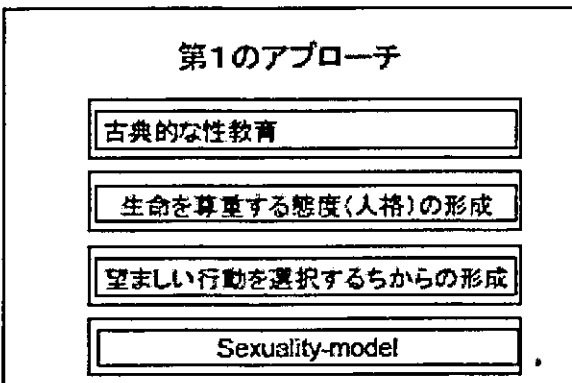 第1のアプローチ
古典的な性教育
生命を尊重する態度(人格)の形成
望ましい行動を選択するちからの形成
Sexuality-model